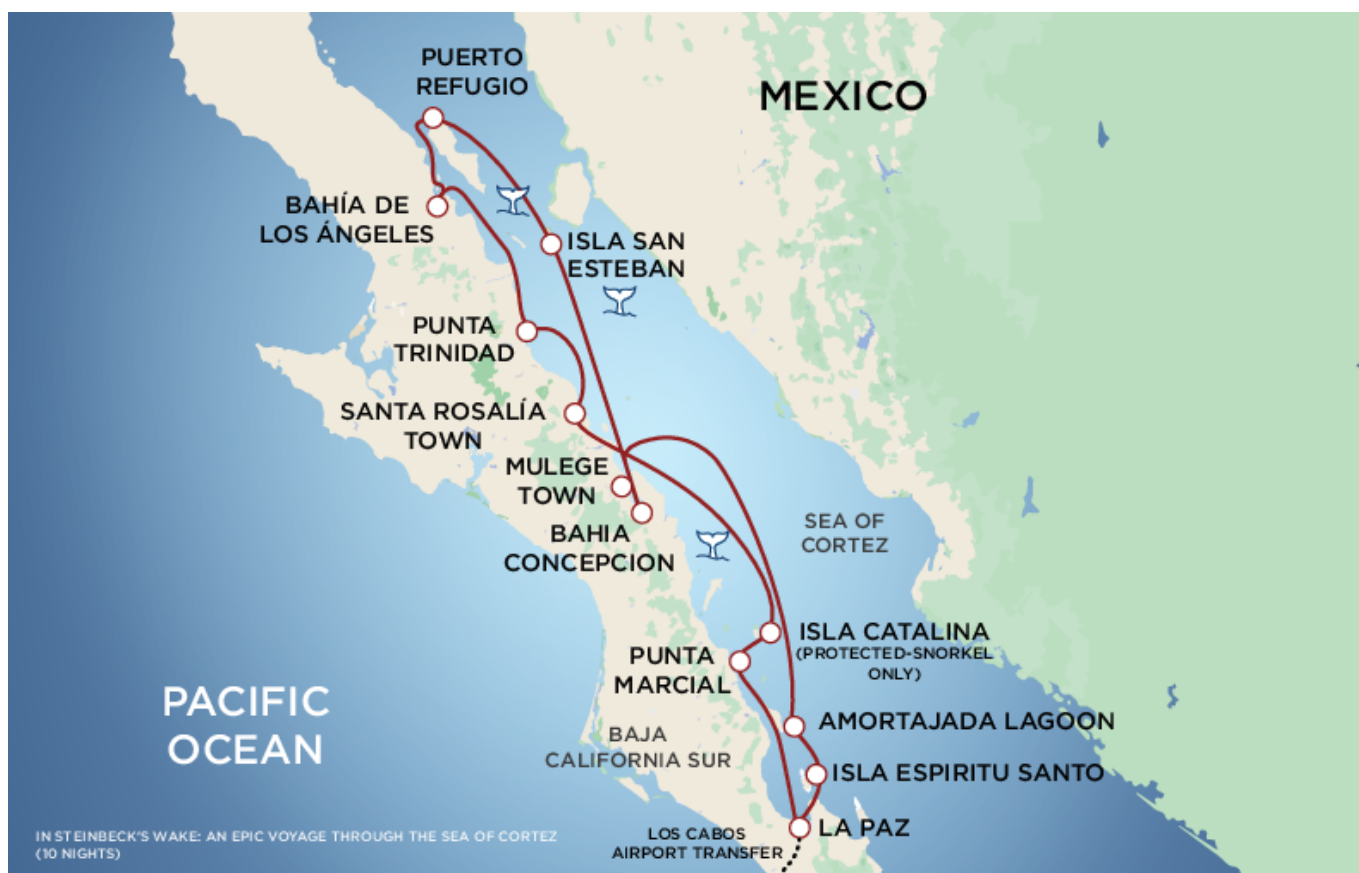 PUERTO
REFUGIO
MEXICO
BAHÍA DE
LOS ÁNGELES
ISLA SAN
ESTEBAN
PUNTA
TRINIDAD
SANTA ROSALÍA
TOWN
MULEGE
TOWN
BAHIA
CONCEPCION
SEA OF
CORTEZ
ISLA CATALINA
(PROTECTED-SNORKEL
ONLY)
PUNTA
MARCIAL
PACIFIC
OCEAN
AMORTAJADA LAGOON
BAJA
CALIFORNIA SUR
ISLA ESPIRITU SANTO
LA PAZ
LOS CABOS
AIRPORT TRANSFER
IN STEINBECK'S WAKE: AN EPIC VOYAGE THROUGH THE SEA OF CORTEZ
(10 NIGHTS)